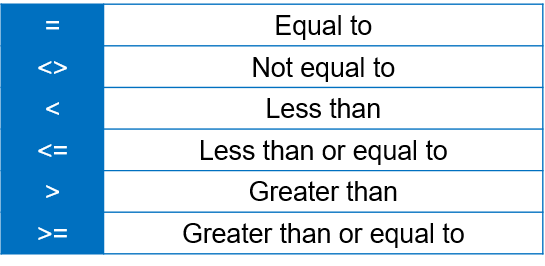 = Equal to
<> Not equal to
< Less than
<= Less than or equal to
> Greater than
>= Greater than or equal to